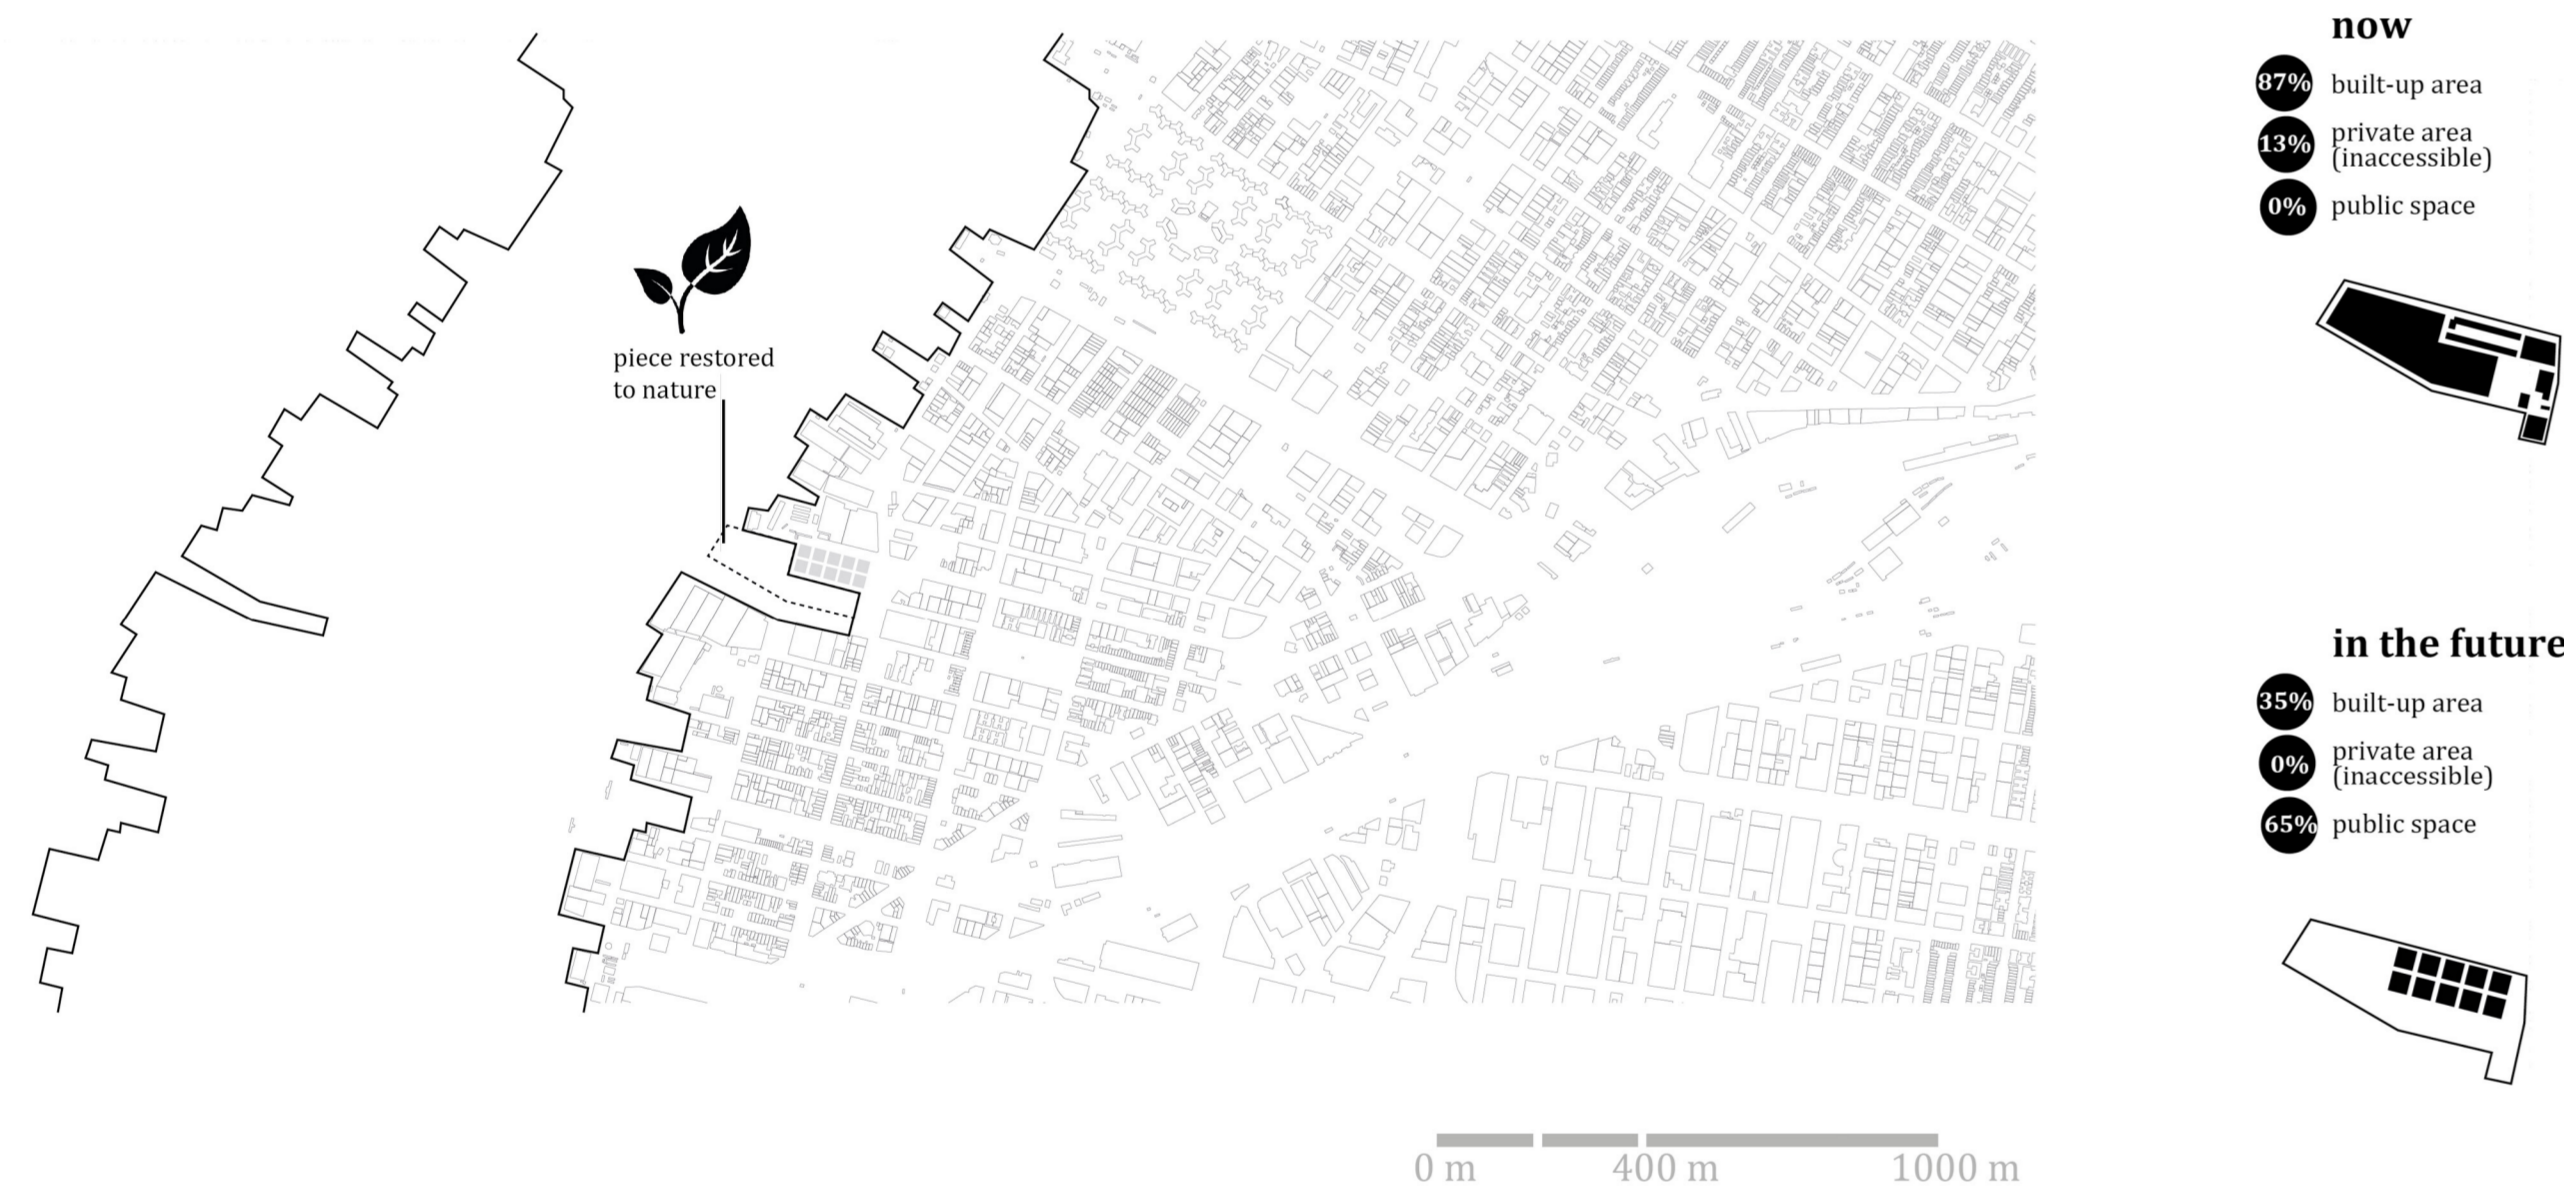 piece restored
to nature
now
87% built-up area
13% private area
(inaccessible)
0% public space
in the future
35% built-up area
0% private area
(inaccessible)
65% public space
0 m 400 m 1000 m